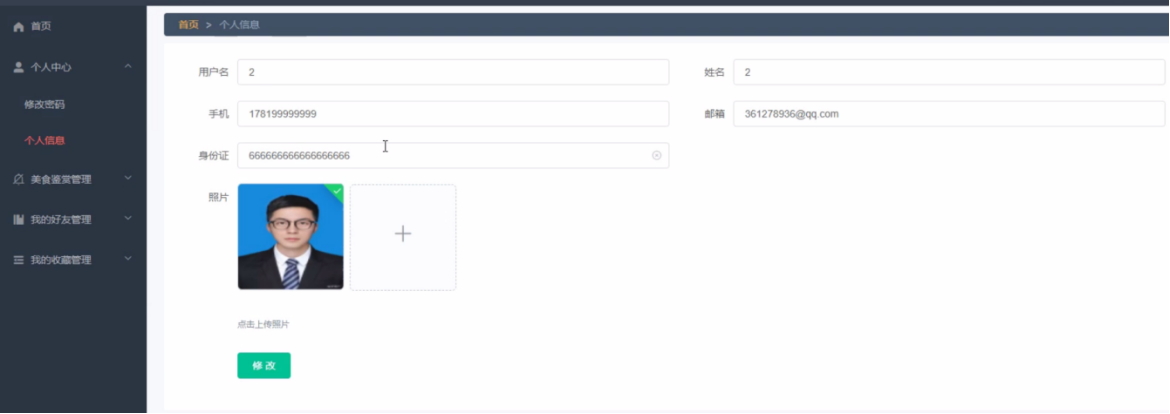 首页
个人中心
修改密码
个人信息
美食鉴赏管理
我的好友管理
我的收藏管理
首页 > 个人信息
用户名 2
姓名 2
手机 178199999999
邮箱 361278936@qq.com
身份证 666666666666666666
照片
点击上传照片
修改